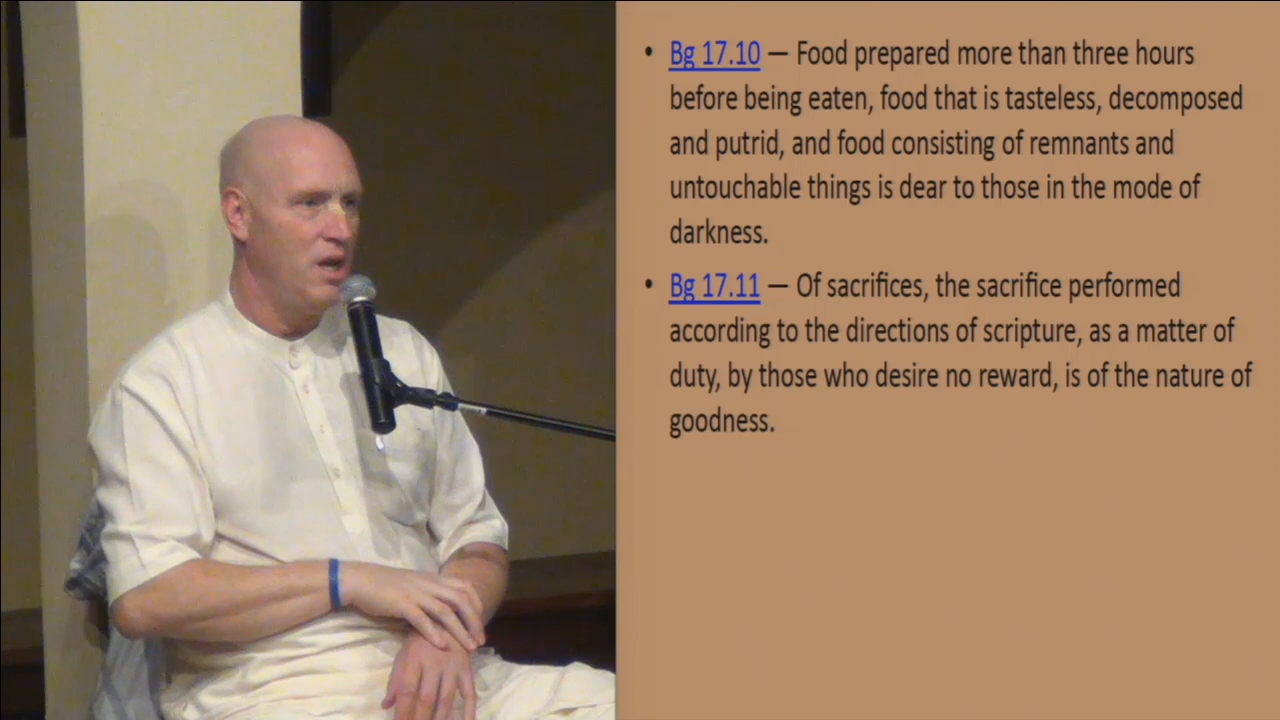 • Bg 17.10 — Food prepared more than three hours
before being eaten, food that is tasteless, decomposed
and putrid, and food consisting of remnants and
untouchable things is dear to those in the mode of
darkness.
• Bg 17.11 — Of sacrifices, the sacrifice performed
according to the directions of scripture, as a matter of
duty, by those who desire no reward, is of the nature of
goodness.